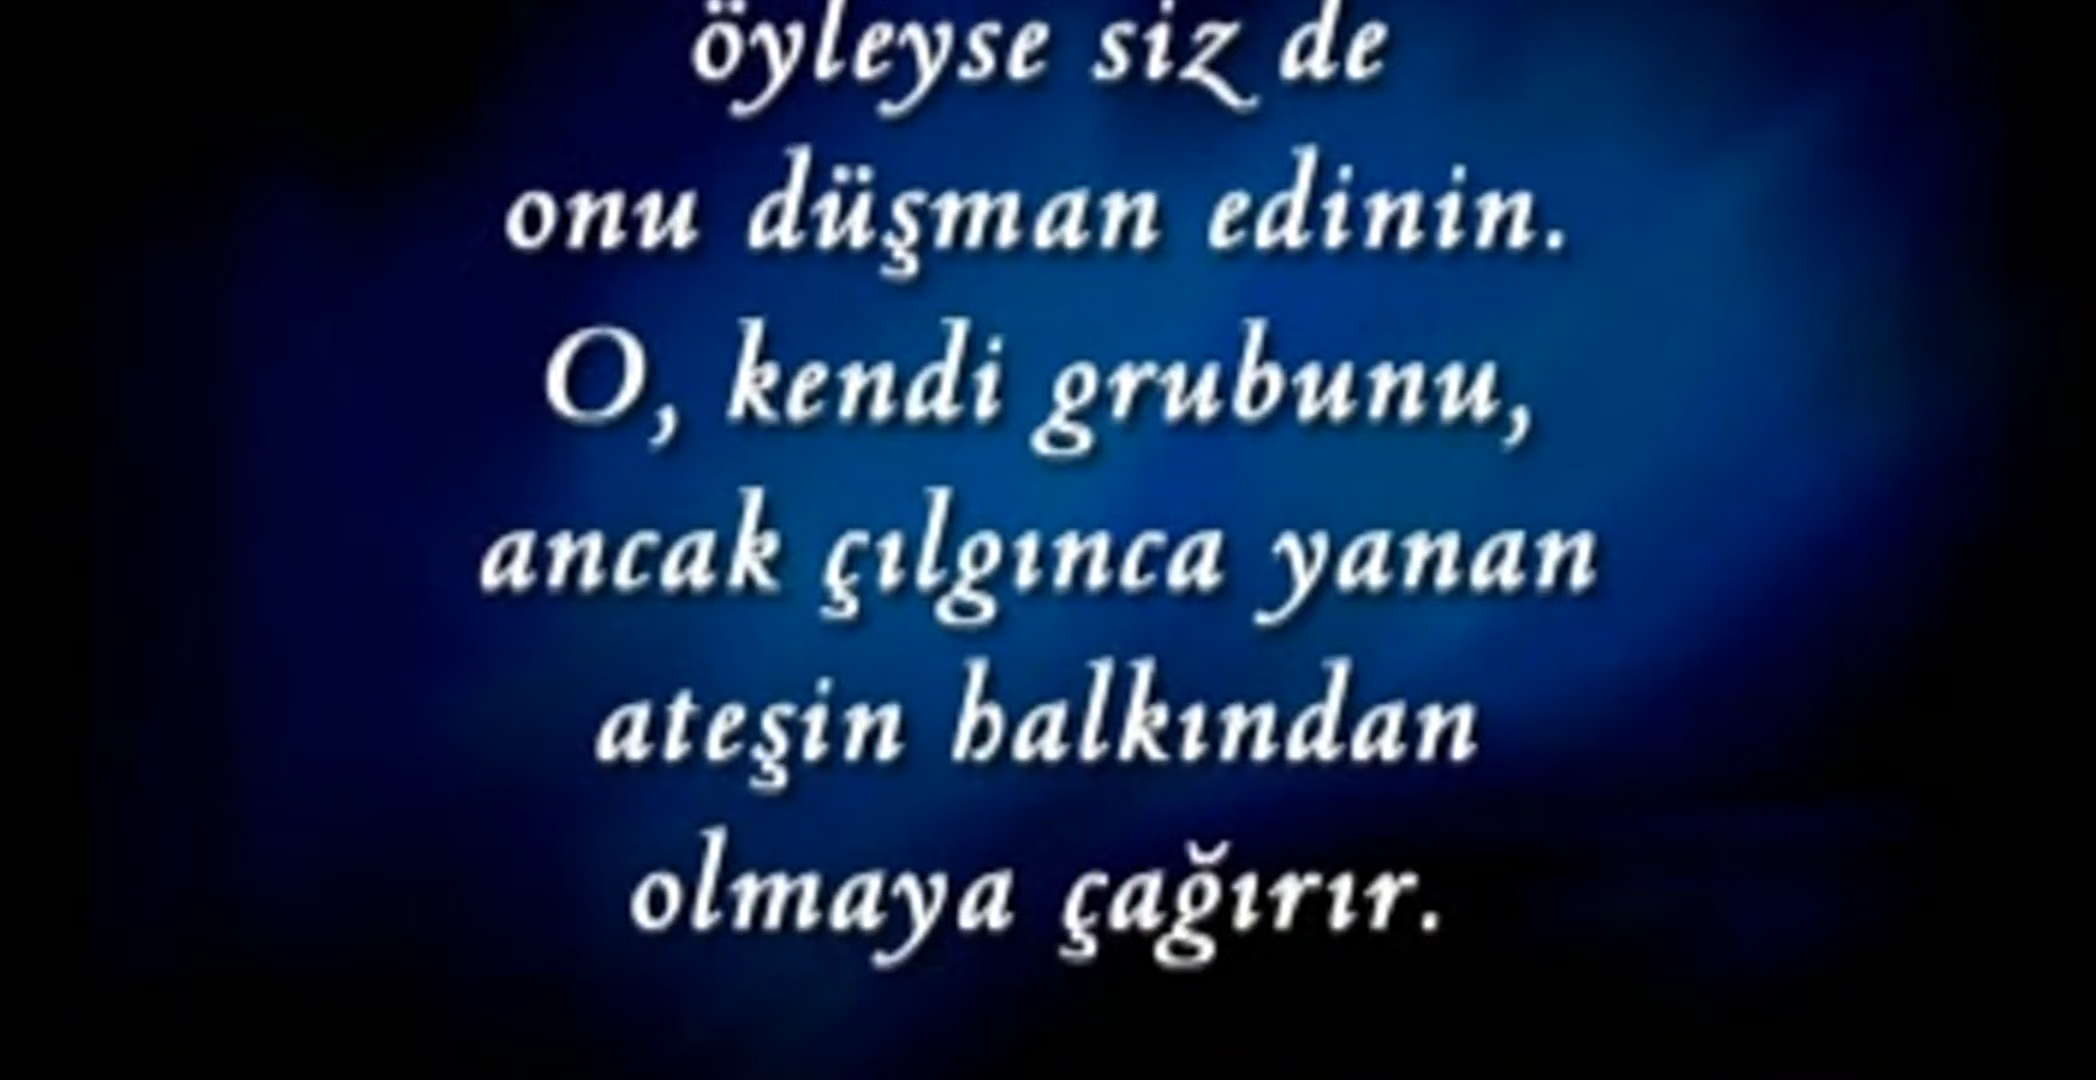 öyleyse siz de
onu düşman edinin.
O, kendi grubunu,
ancak çılgınca yanan
ateşin halkından
olmaya çağırır.